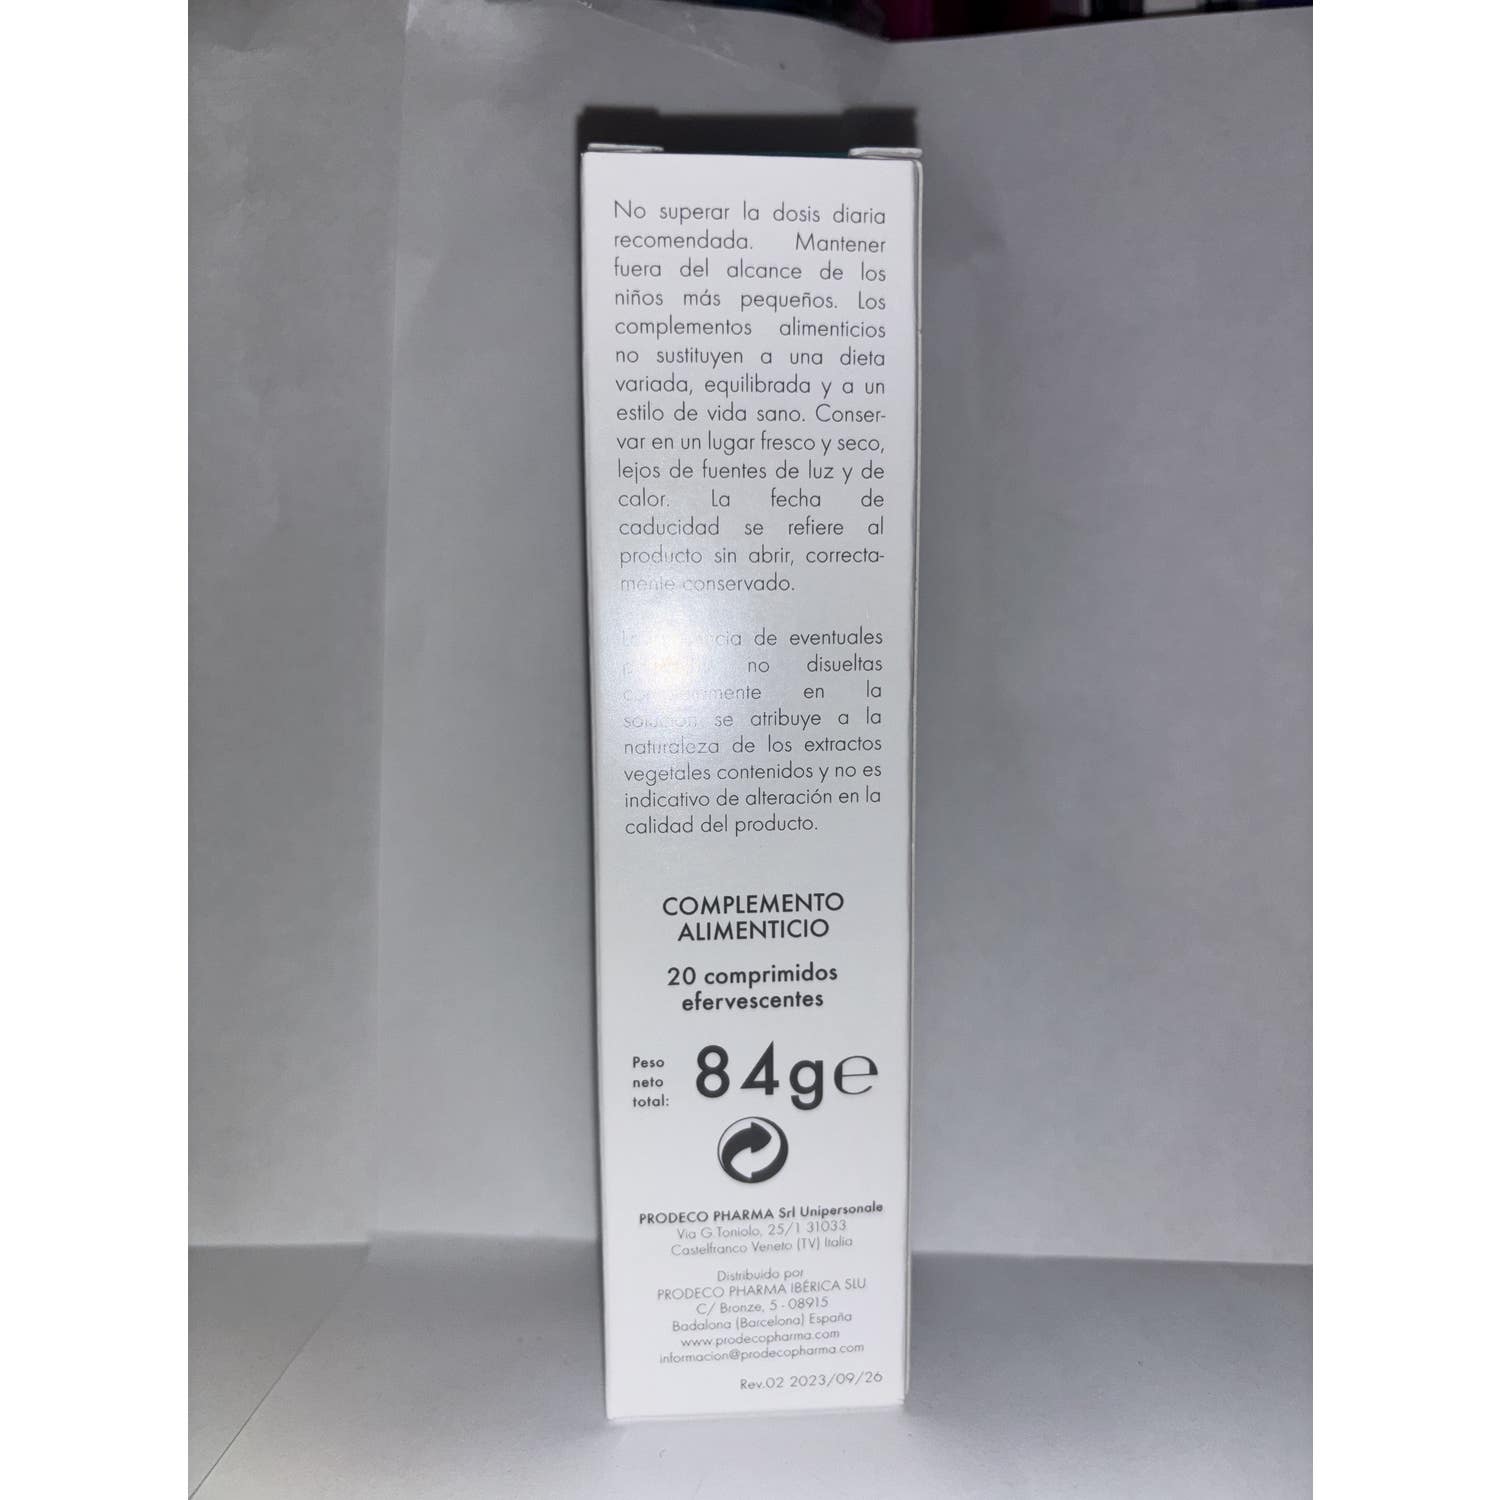 No superar la dosis diaria
recomendada. Mantener
fuera del alcance de los
niños más pequeños. Los
complementos alimenticios
no sustituyen a una dieta
variada, equilibrada y a un
estilo de vida sano. Conser-
var en un lugar fresco y seco,
lejos de fuentes de luz y de
calor. La fecha de
caducidad se refiere al
producto sin abrir, correcta-
mente conservado.
de eventuales
no disueltas
en la
solución se atribuye a la
naturaleza de los extractos
vegetales contenidos y no es
indicativo de alteración en la
calidad del producto.
COMPLEMENTO
ALIMENTICIO
20 comprimidos
efervescentes
Peso
neto
total:
84g℮
PRODECO PHARMA Srl Unipersonale
Via G.Toniolo, 25/1 31033
Castelfranco Veneto (TV) Italia
Distribuido por
PRODECO PHARMA IBÉRICA SLU
C/ Bronze, 5 - 08915
Badalona (Barcelona) España
www.prodecopharma.com
informacion@prodecopharma.com
Rev.02 2023/09/26